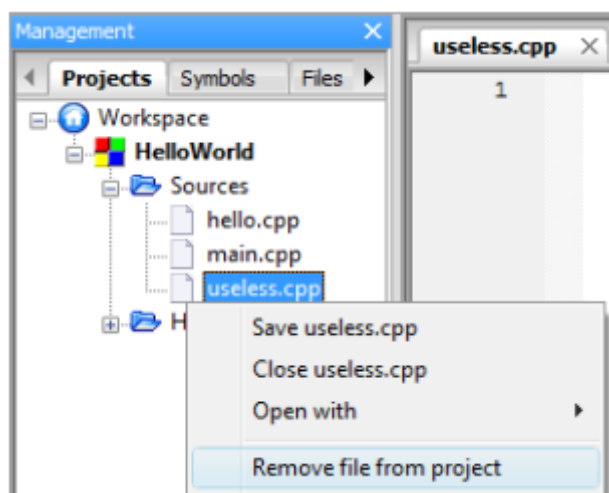 Management
Projects Symbols Files
useless.cpp
1
Workspace
HelloWorld
Sources
hello.cpp
main.cpp
useless.cpp
H
Save useless.cpp
Close useless.cpp
Open with
Remove file from project